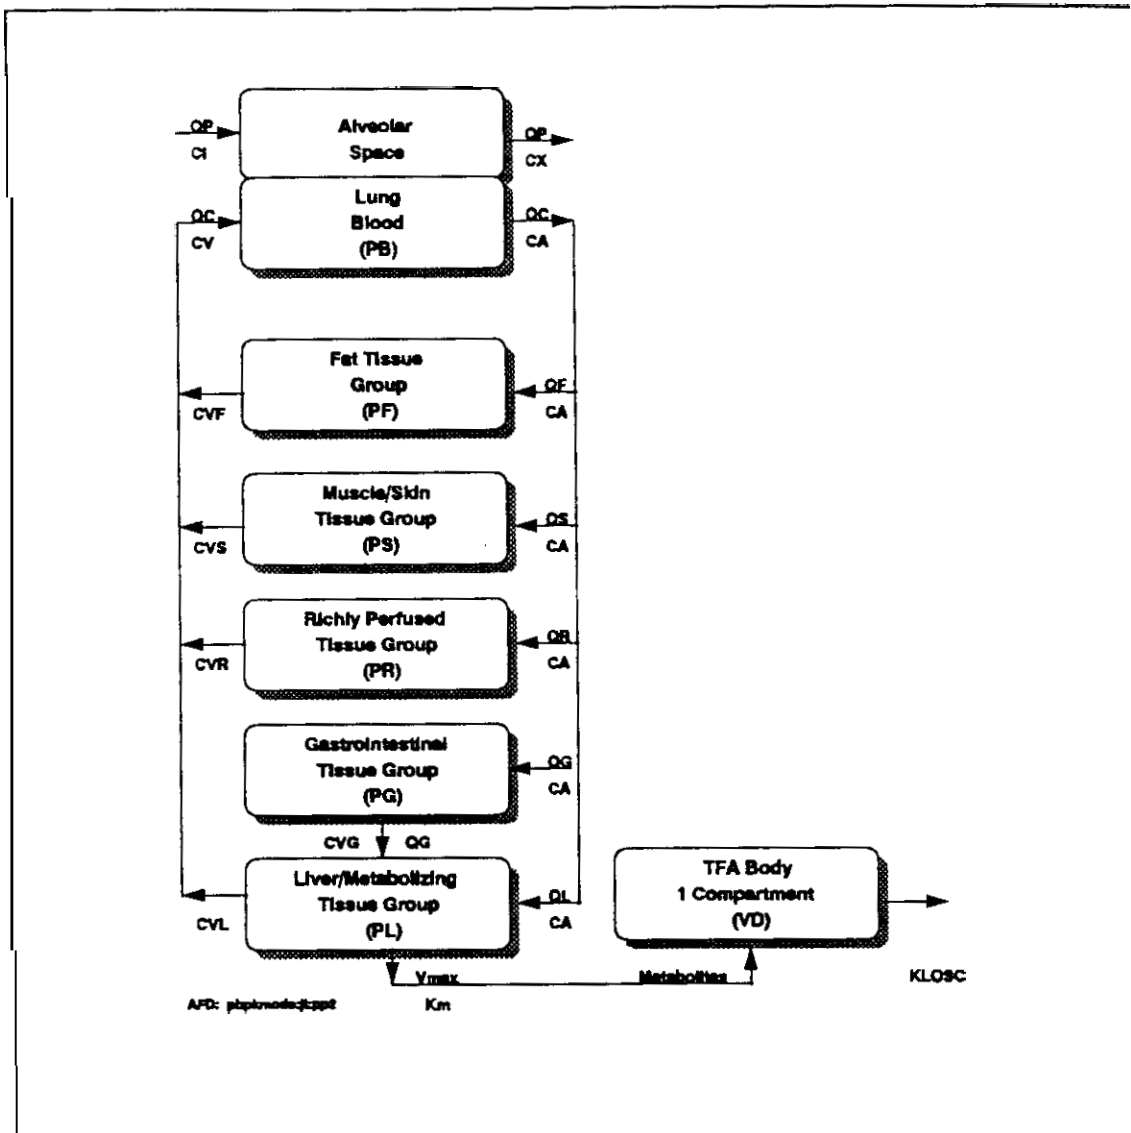 QP
CI
Alveolar
Space
QP
CX
QC
CV
Lung
Blood
(PB)
QC
CA
Fat Tissue
Group
(PF)
CVF
QF
CA
Muscle/Skin
Tissue Group
(PS)
CVS
QS
CA
Richly Perfused
Tissue Group
(PR)
CVR
QR
CA
Gastrointestinal
Tissue Group
(PG)
QG
CA
CVG QG
Liver/Metabolizing
Tissue Group
(PL)
CVL
QL
CA
TFA Body
1 Compartment
(VD)
Vmax
Km
Metabolites
KLOSC
AFD: